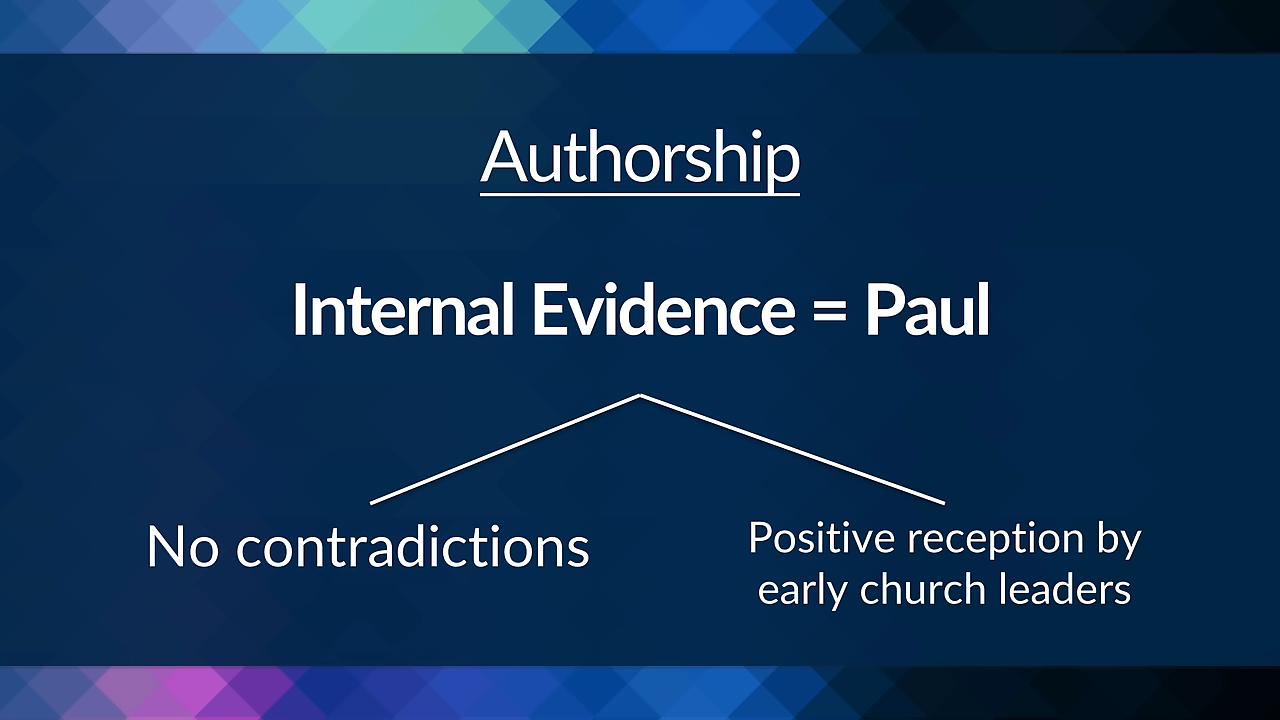 Authorship
Internal Evidence = Paul
No contradictions
Positive reception by
early church leaders